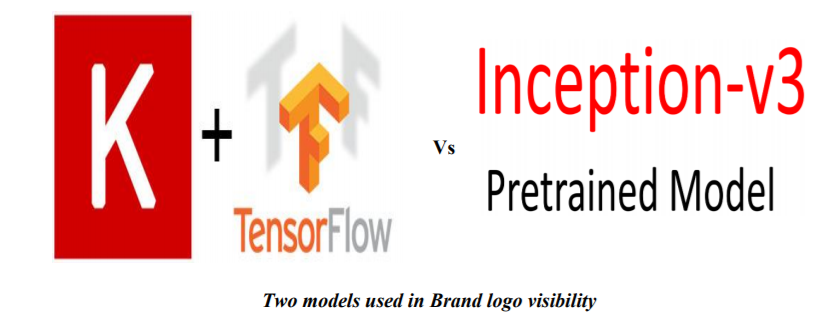 K + TensorFlow Vs Inception-v3
Pretrained Model
Two models used in Brand logo visibility